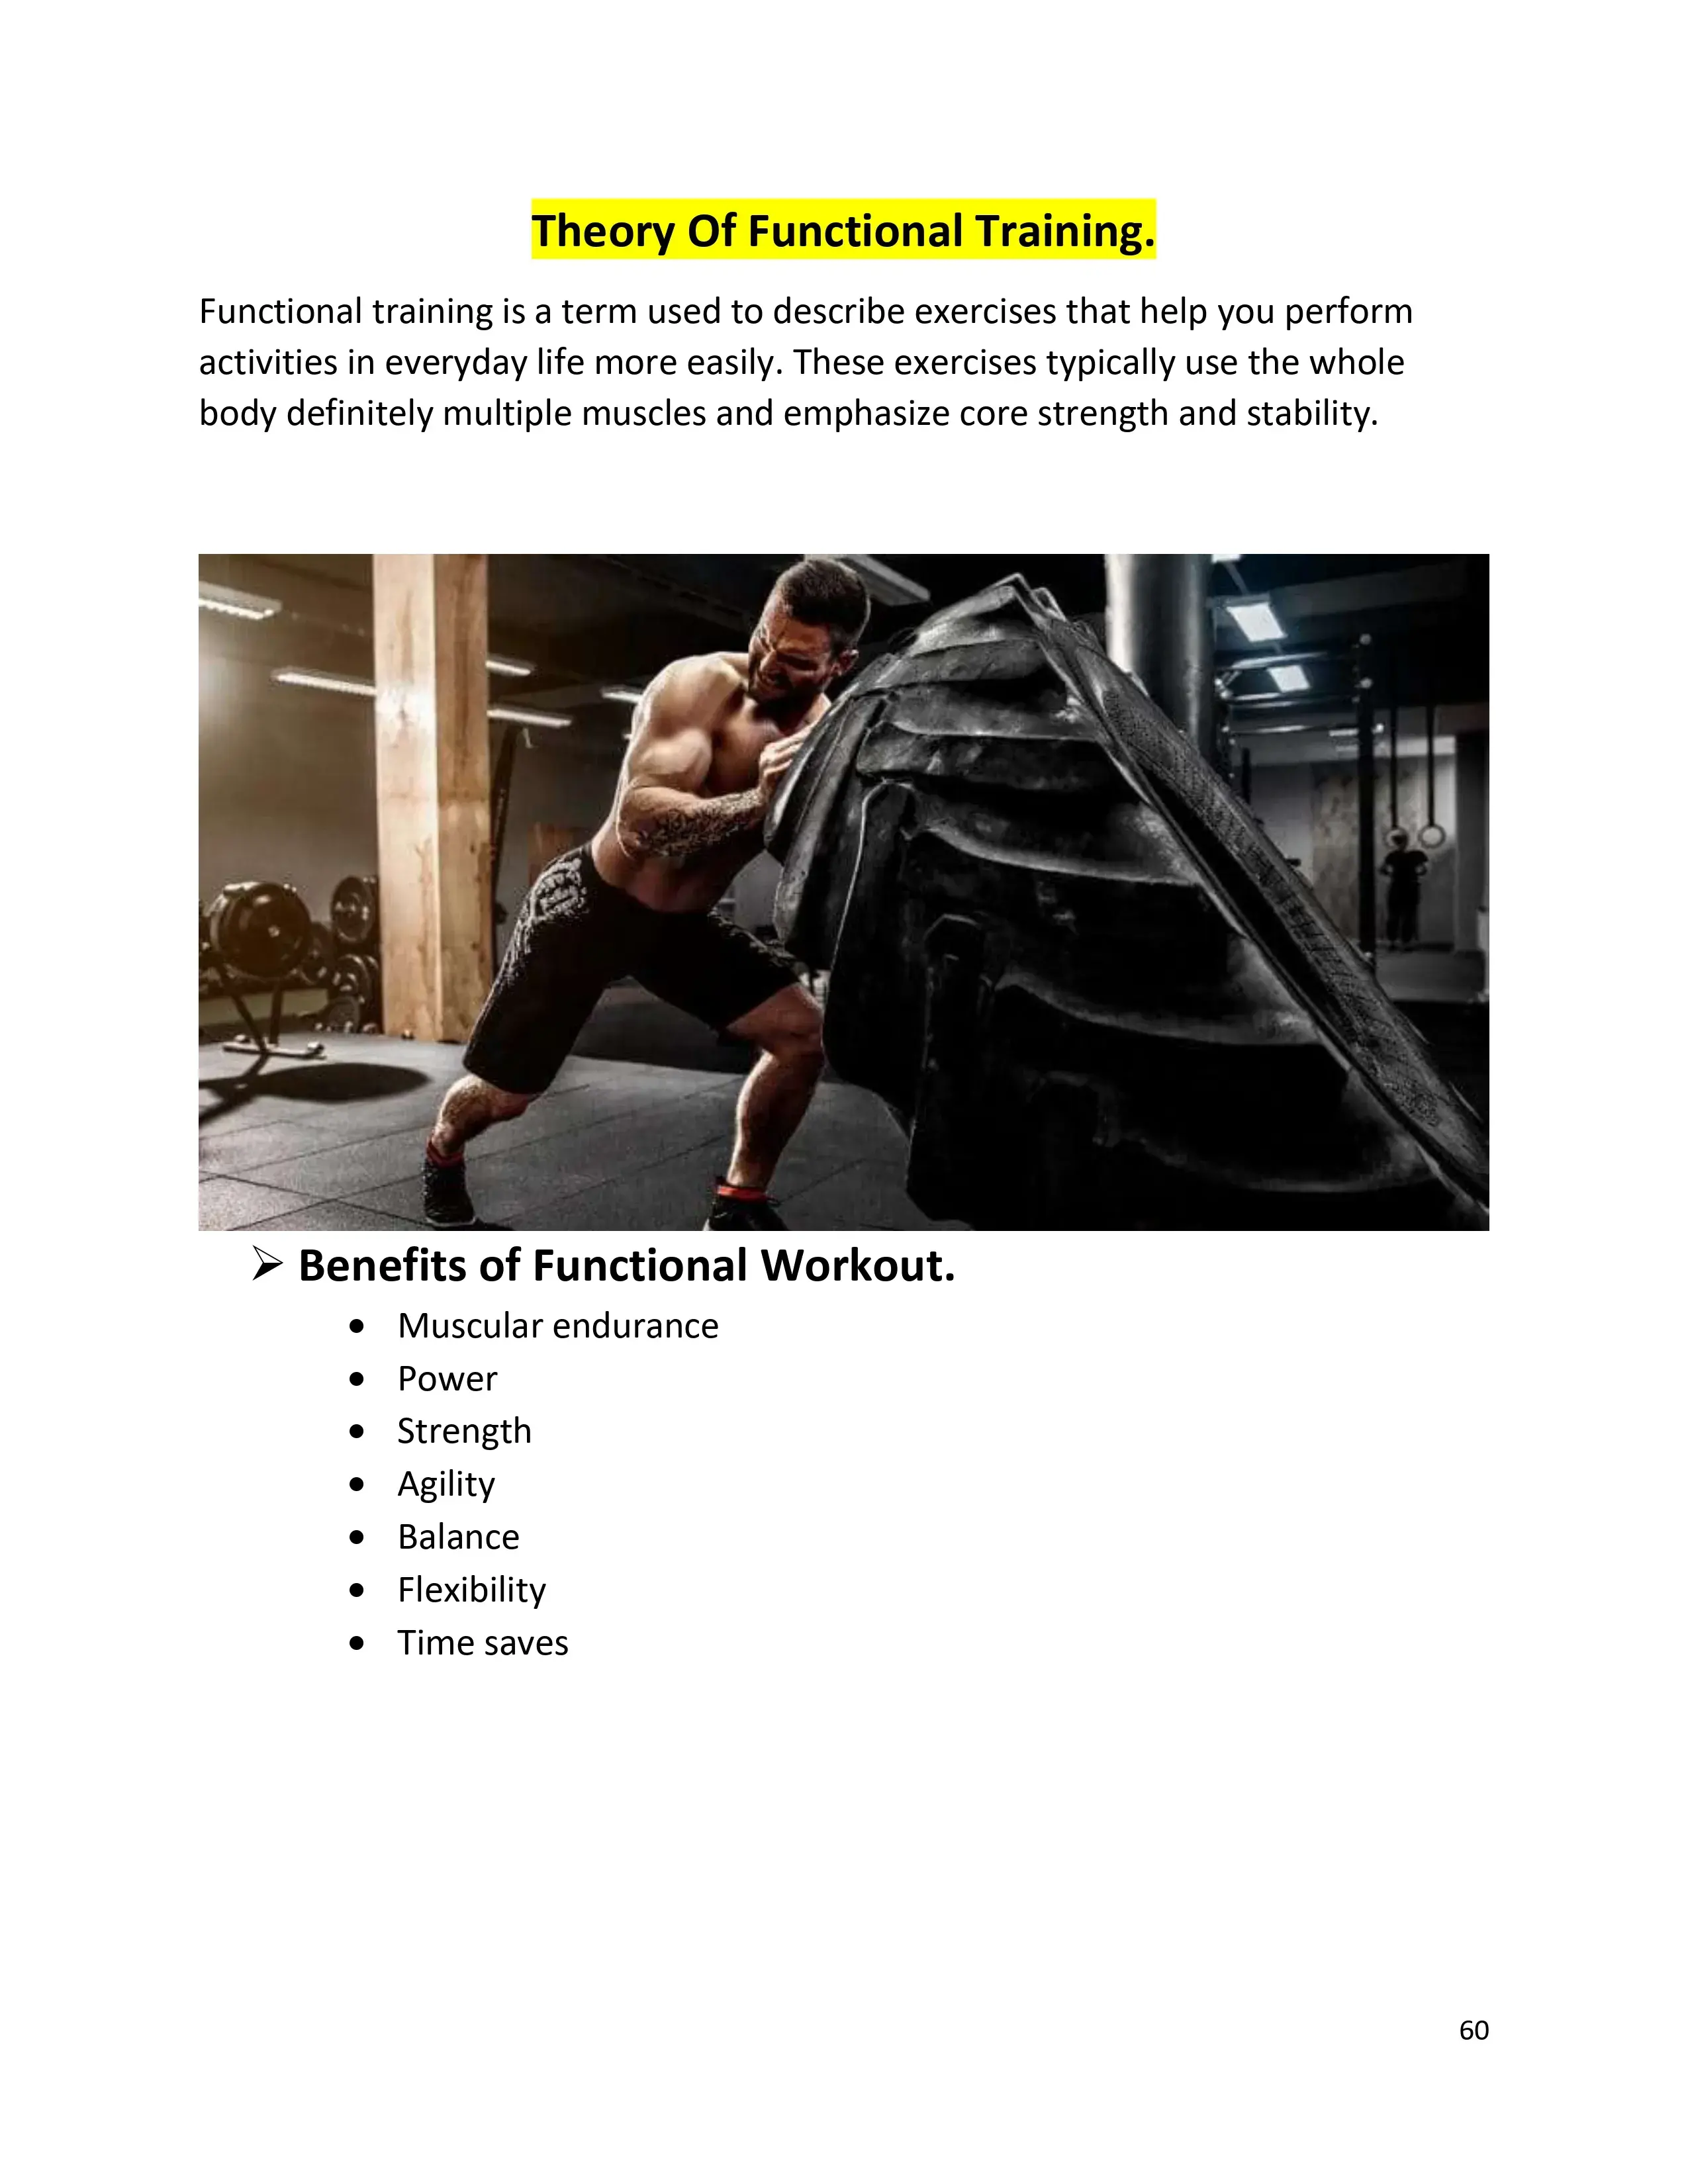 Theory Of Functional Training.
Functional training is a term used to describe exercises that help you perform
activities in everyday life more easily. These exercises typically use the whole
body definitely multiple muscles and emphasize core strength and stability.
➢ Benefits of Functional Workout.
• Muscular endurance
• Power
• Strength
• Agility
• Balance
• Flexibility
• Time saves
60